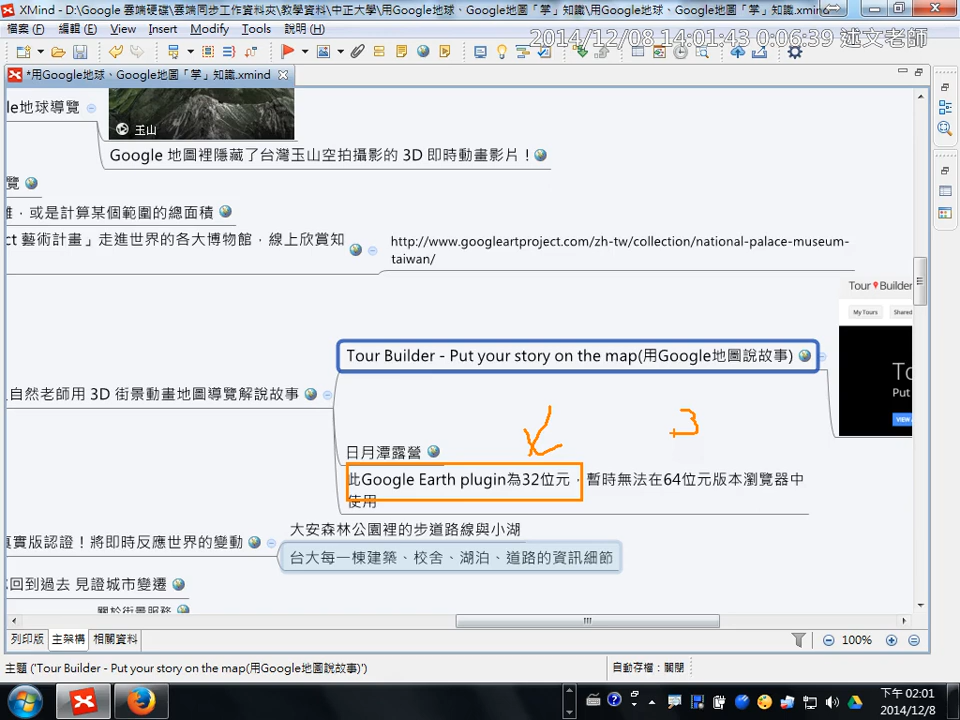 XMind - D:\Google 雲端硬碟\雲端同步工作資料夾\教學資料\中正大學\用Google地球、Google地圖「掌」知識\用Google地球、Google地圖「掌」知識.xmind
2014/12/08 14:01:43 0:06:39 述文老師
檔案 (F) 編輯 (E) View Insert Modify Tools 說明 (H)
*用Google地球、Google地圖「掌」知識.xmind
le地球導覽
玉山
Google 地圖裡隱藏了台灣玉山空拍攝影的 3D 即時動畫影片！
覽
，或是計算某個範圍的總面積
ct 藝術計畫」走進世界的各大博物館，線上欣賞知
http://www.googleartproject.com/zh-tw/collection/national-palace-museum-
taiwan/
Tour Builder
My Tours Shared
Tour Builder - Put your story on the map(用Google地圖說故事)
To
Put
VIEW
自然老師用 3D 街景動畫地圖導覽解說故事
3
日月潭露營
此Google Earth plugin為32位元，暫時無法在64位元版本瀏覽器中
使用
大安森林公園裡的步道路線與小湖
真實版認證！將即時反應世界的變動
台大每一棟建築、校舍、湖泊、道路的資訊細節
回到過去 見證城市變遷
關於街景服務
列印版 主架構 相關資料
100%
主題 ('Tour Builder - Put your story on the map(用Google地圖說故事)')
自動存檔：關閉
下午 02:01
2014/12/8